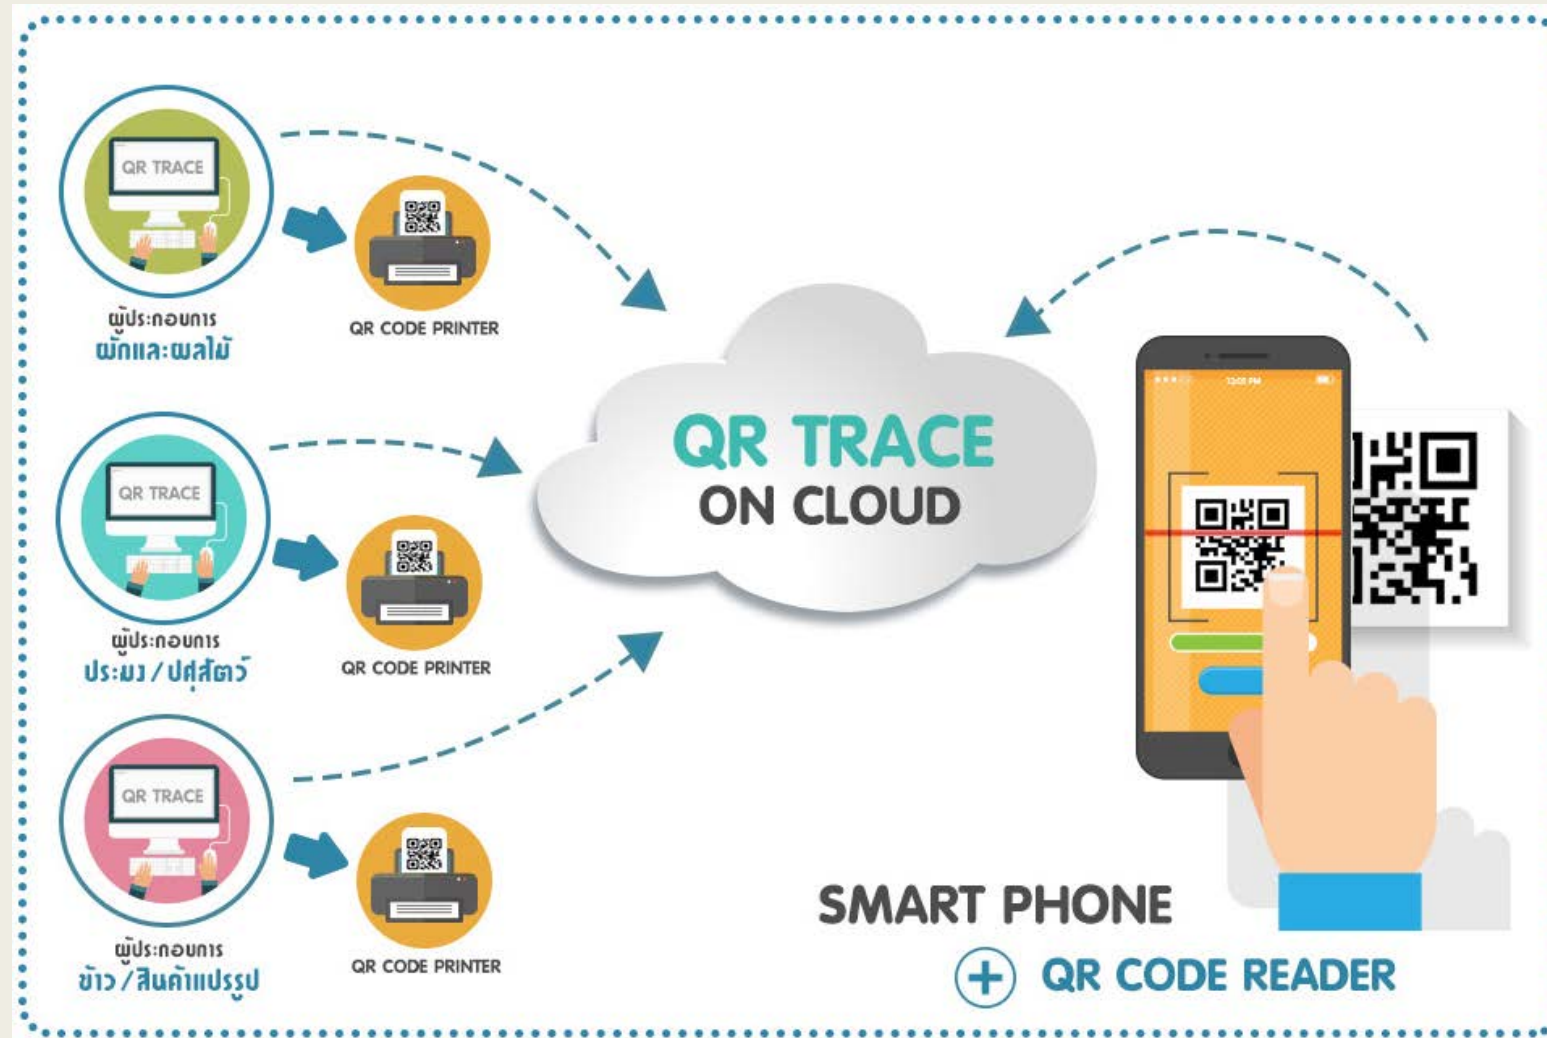 QR TRACE
ผู้ประกอบการ
ผักและผลไม้
QR CODE PRINTER
QR TRACE
ผู้ประกอบการ
ประมง / ปศุสัตว์
QR CODE PRINTER
QR TRACE
ผู้ประกอบการ
ข้าว / สินค้าแปรรูป
QR CODE PRINTER
QR TRACE
ON CLOUD
SMART PHONE
+ QR CODE READER